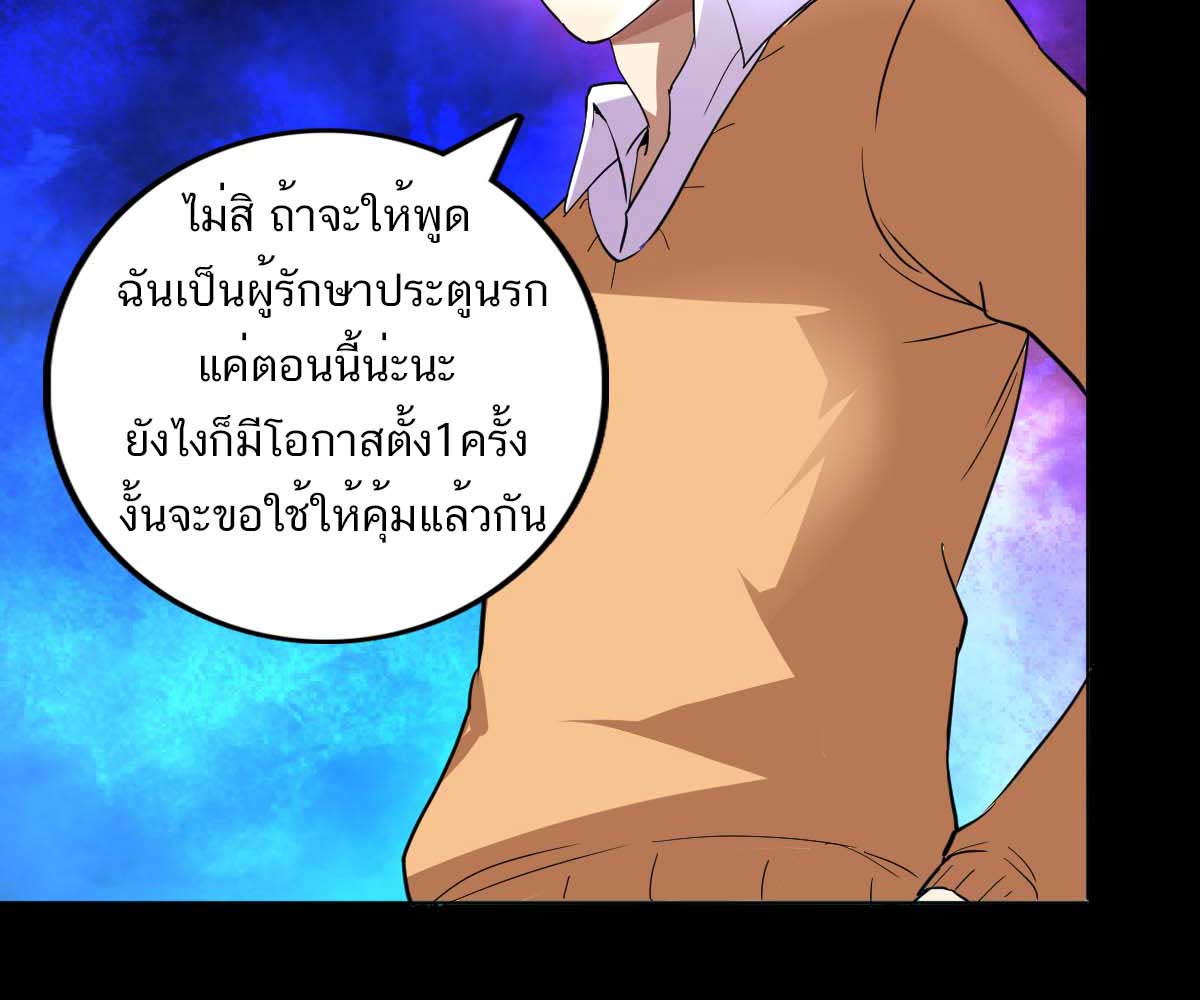 ไม่สิ ถ้าจะให้พูด
ฉันเป็นผู้รักษาประตูนรก
แค่ตอนนี้น่ะนะ
ยังไงก็มีโอกาสตั้ง1ครั้ง
งั้นจะขอใช้ให้คุ้มแล้วกัน